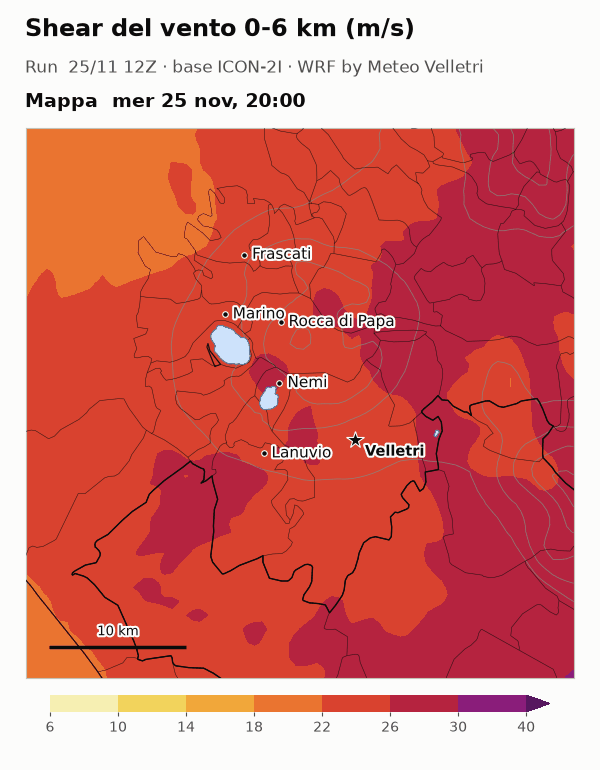 Shear del vento 0-6 km (m/s)
Run  25/11 12Z · base ICON-2I · WRF by Meteo Velletri
Mappa  mer 25 nov, 20:00
Frascati
Marino
Rocca di Papa
Nemi
Velletri
Lanuvio
10 km
6 10 14 18 22 26 30 40